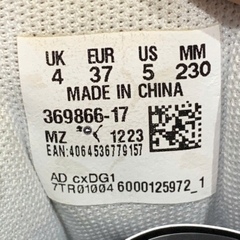 UK EUR US MM
4 37 5 230
MADE IN CHINA
369866-17
MZ 1223
EAN:4064536779157
AD cxDG1
7TR01004 6000125972_1